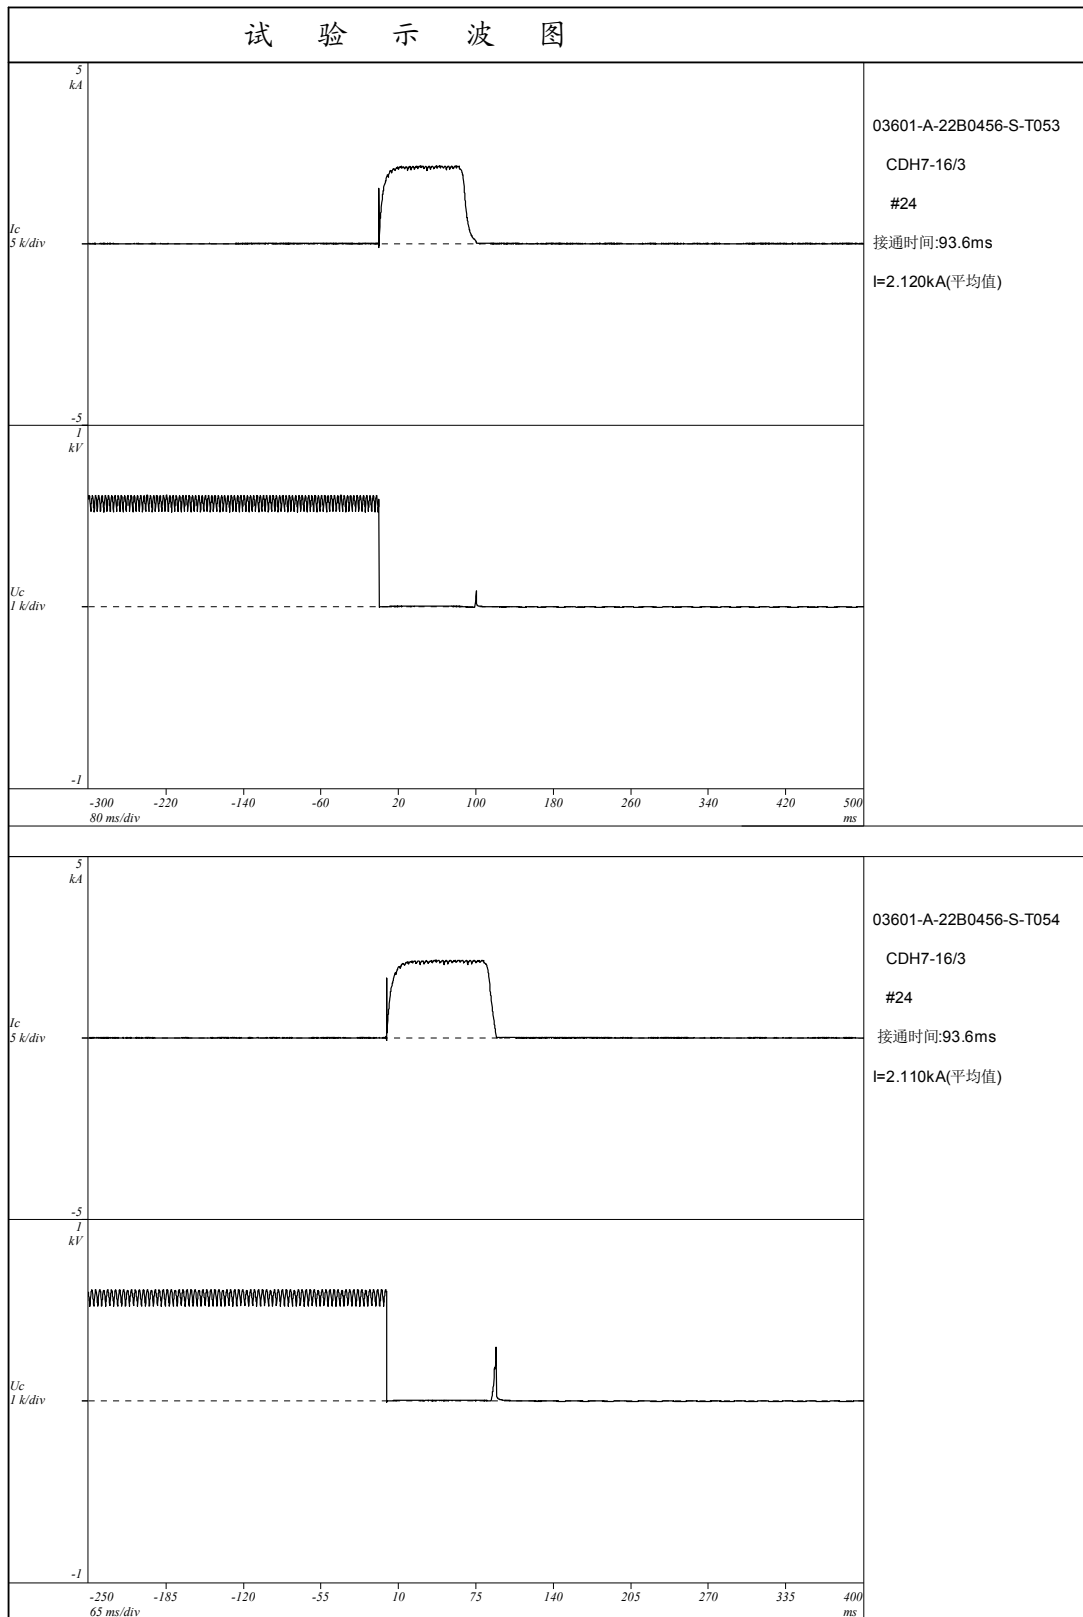 试 验 示 波 图
5
kA
Ic
5 k/div
-5
03601-A-22B0456-S-T053
CDH7-16/3
#24
接通时间:93.6ms
I=2.120kA(平均值)
1
kV
Uc
1 k/div
-1
-300 -220 -140 -60 20 100 180 260 340 420 500
80 ms/div ms
5
kA
Ic
5 k/div
-5
03601-A-22B0456-S-T054
CDH7-16/3
#24
接通时间:93.6ms
I=2.110kA(平均值)
1
kV
Uc
1 k/div
-1
-250 -185 -120 -55 10 75 140 205 270 335 400
65 ms/div ms